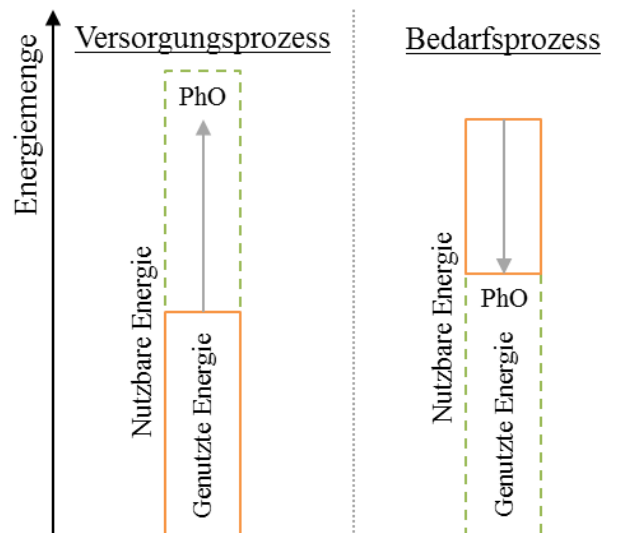 Energiemenge
Versorgungsprozess
PhO
Nutzbare Energie
Genutzte Energie
Bedarfsprozess
Nutzbare Energie
PhO
Genutzte Energie